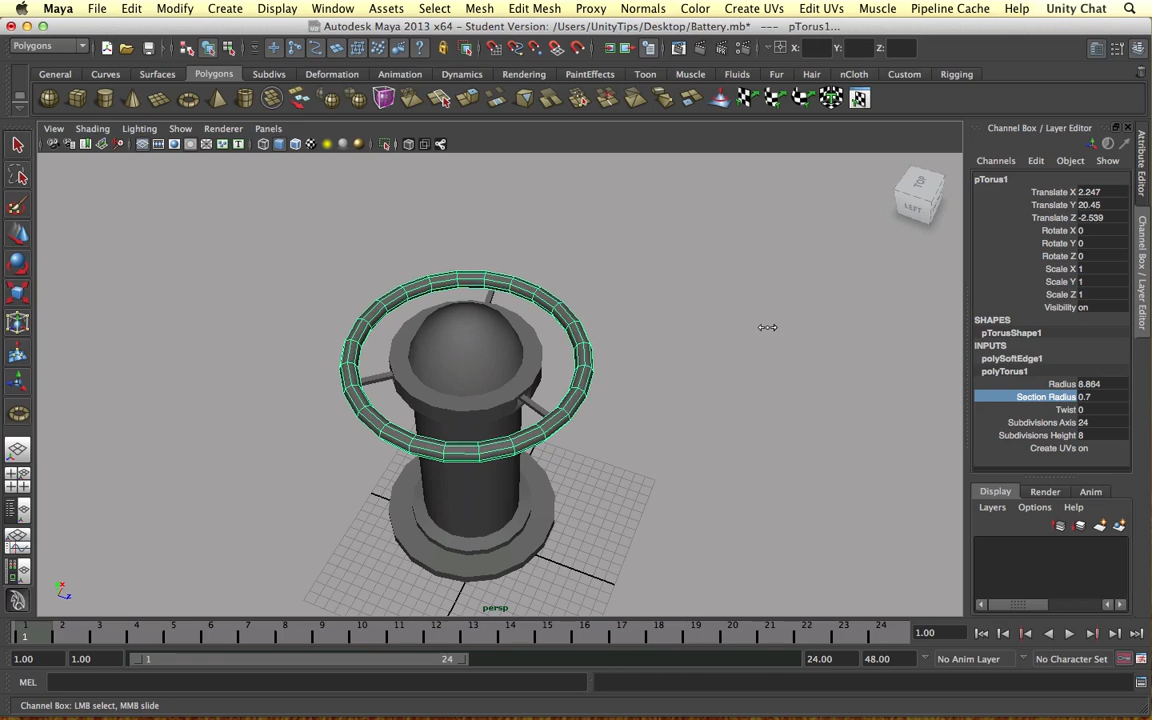 Maya File Edit Modify Create Display Window Assets Select Mesh Edit Mesh Proxy Normals Color Create UVs Edit UVs Muscle Pipeline Cache Help Unity Chat
Autodesk Maya 2013 x64 - Student Version: /Users/UnityTips/Desktop/Battery.mb* --- pTorus1...
Polygons X: Y: Z:
General Curves Surfaces Polygons Subdivs Deformation Animation Dynamics Rendering PaintEffects Toon Muscle Fluids Fur Hair nCloth Custom Rigging
View Shading Lighting Show Renderer Panels
Channel Box / Layer Editor
Channels Edit Object Show
pTorus1
Translate X 2.247
Translate Y 20.45
Translate Z -2.539
Rotate X 0
Rotate Y 0
Rotate Z 0
Scale X 1
Scale Y 1
Scale Z 1
Visibility on
SHAPES
pTorusShape1
INPUTS
polySoftEdge1
polyTorus1
Radius 8.864
Section Radius 0.7
Twist 0
Subdivisions Axis 24
Subdivisions Height 8
Create UVs on
Display Render Anim
Layers Options Help
Attribute Editor
Channel Box / Layer Editor
TOP
LEFT
x
z
persp
1 2 3 4 5 6 7 8 9 10 11 12 13 14 15 16 17 18 19 20 21 22 23 24
1 1.00
1.00 1.00 1 24 24.00 48.00 No Anim Layer No Character Set
MEL
Channel Box: LMB select, MMB slide